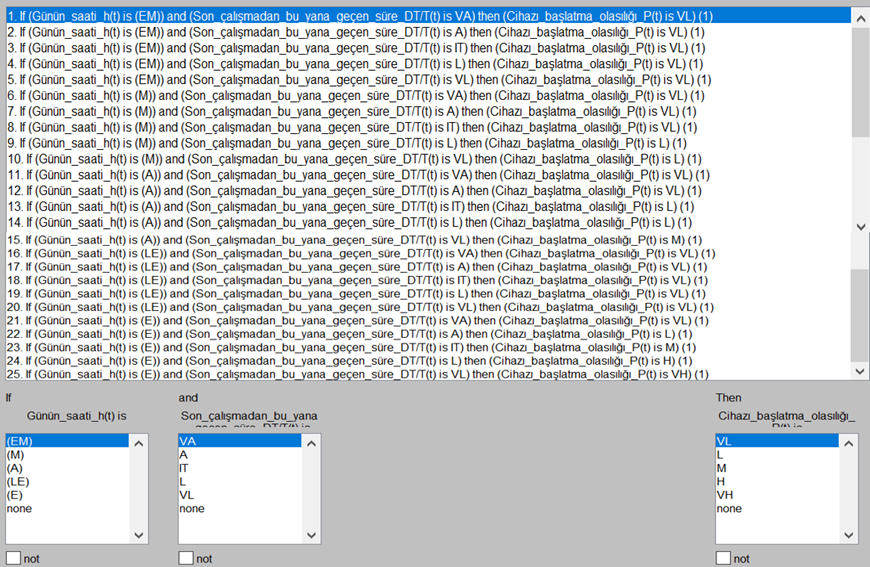 1. If (Günün_saati_h(t) is (EM)) and (Son_çalışmadan_bu_yana_geçen_süre_DT/T(t) is VA) then (Cihazı_başlatma_olasılığı_P(t) is VL) (1)
2. If (Günün_saati_h(t) is (EM)) and (Son_çalışmadan_bu_yana_geçen_süre_DT/T(t) is A) then (Cihazı_başlatma_olasılığı_P(t) is VL) (1)
3. If (Günün_saati_h(t) is (EM)) and (Son_çalışmadan_bu_yana_geçen_süre_DT/T(t) is IT) then (Cihazı_başlatma_olasılığı_P(t) is VL) (1)
4. If (Günün_saati_h(t) is (EM)) and (Son_çalışmadan_bu_yana_geçen_süre_DT/T(t) is L) then (Cihazı_başlatma_olasılığı_P(t) is VL) (1)
5. If (Günün_saati_h(t) is (EM)) and (Son_çalışmadan_bu_yana_geçen_süre_DT/T(t) is VL) then (Cihazı_başlatma_olasılığı_P(t) is VL) (1)
6. If (Günün_saati_h(t) is (M)) and (Son_çalışmadan_bu_yana_geçen_süre_DT/T(t) is VA) then (Cihazı_başlatma_olasılığı_P(t) is VL) (1)
7. If (Günün_saati_h(t) is (M)) and (Son_çalışmadan_bu_yana_geçen_süre_DT/T(t) is A) then (Cihazı_başlatma_olasılığı_P(t) is VL) (1)
8. If (Günün_saati_h(t) is (M)) and (Son_çalışmadan_bu_yana_geçen_süre_DT/T(t) is IT) then (Cihazı_başlatma_olasılığı_P(t) is VL) (1)
9. If (Günün_saati_h(t) is (M)) and (Son_çalışmadan_bu_yana_geçen_süre_DT/T(t) is L) then (Cihazı_başlatma_olasılığı_P(t) is L) (1)
10. If (Günün_saati_h(t) is (M)) and (Son_çalışmadan_bu_yana_geçen_süre_DT/T(t) is VL) then (Cihazı_başlatma_olasılığı_P(t) is L) (1)
11. If (Günün_saati_h(t) is (A)) and (Son_çalışmadan_bu_yana_geçen_süre_DT/T(t) is VA) then (Cihazı_başlatma_olasılığı_P(t) is VL) (1)
12. If (Günün_saati_h(t) is (A)) and (Son_çalışmadan_bu_yana_geçen_süre_DT/T(t) is A) then (Cihazı_başlatma_olasılığı_P(t) is VL) (1)
13. If (Günün_saati_h(t) is (A)) and (Son_çalışmadan_bu_yana_geçen_süre_DT/T(t) is IT) then (Cihazı_başlatma_olasılığı_P(t) is L) (1)
14. If (Günün_saati_h(t) is (A)) and (Son_çalışmadan_bu_yana_geçen_süre_DT/T(t) is L) then (Cihazı_başlatma_olasılığı_P(t) is L) (1)
15. If (Günün_saati_h(t) is (A)) and (Son_çalışmadan_bu_yana_geçen_süre_DT/T(t) is VL) then (Cihazı_başlatma_olasılığı_P(t) is M) (1)
16. If (Günün_saati_h(t) is (LE)) and (Son_çalışmadan_bu_yana_geçen_süre_DT/T(t) is VA) then (Cihazı_başlatma_olasılığı_P(t) is VL) (1)
17. If (Günün_saati_h(t) is (LE)) and (Son_çalışmadan_bu_yana_geçen_süre_DT/T(t) is A) then (Cihazı_başlatma_olasılığı_P(t) is VL) (1)
18. If (Günün_saati_h(t) is (LE)) and (Son_çalışmadan_bu_yana_geçen_süre_DT/T(t) is IT) then (Cihazı_başlatma_olasılığı_P(t) is VL) (1)
19. If (Günün_saati_h(t) is (LE)) and (Son_çalışmadan_bu_yana_geçen_süre_DT/T(t) is L) then (Cihazı_başlatma_olasılığı_P(t) is VL) (1)
20. If (Günün_saati_h(t) is (LE)) and (Son_çalışmadan_bu_yana_geçen_süre_DT/T(t) is VL) then (Cihazı_başlatma_olasılığı_P(t) is VL) (1)
21. If (Günün_saati_h(t) is (E)) and (Son_çalışmadan_bu_yana_geçen_süre_DT/T(t) is VA) then (Cihazı_başlatma_olasılığı_P(t) is VL) (1)
22. If (Günün_saati_h(t) is (E)) and (Son_çalışmadan_bu_yana_geçen_süre_DT/T(t) is A) then (Cihazı_başlatma_olasılığı_P(t) is L) (1)
23. If (Günün_saati_h(t) is (E)) and (Son_çalışmadan_bu_yana_geçen_süre_DT/T(t) is IT) then (Cihazı_başlatma_olasılığı_P(t) is M) (1)
24. If (Günün_saati_h(t) is (E)) and (Son_çalışmadan_bu_yana_geçen_süre_DT/T(t) is L) then (Cihazı_başlatma_olasılığı_P(t) is H) (1)
25. If (Günün_saati_h(t) is (E)) and (Son_çalışmadan_bu_yana_geçen_süre_DT/T(t) is VL) then (Cihazı_başlatma_olasılığı_P(t) is VH) (1)
If
Günün_saati_h(t) is
(EM)
(M)
(A)
(LE)
(E)
none
not
and
Son_çalışmadan_bu_yana
geçen_süre_DT/T(t) is
VA
A
IT
L
VL
none
not
Then
Cihazı_başlatma_olasılığı_
P(t) is
VL
L
M
H
VH
none
not